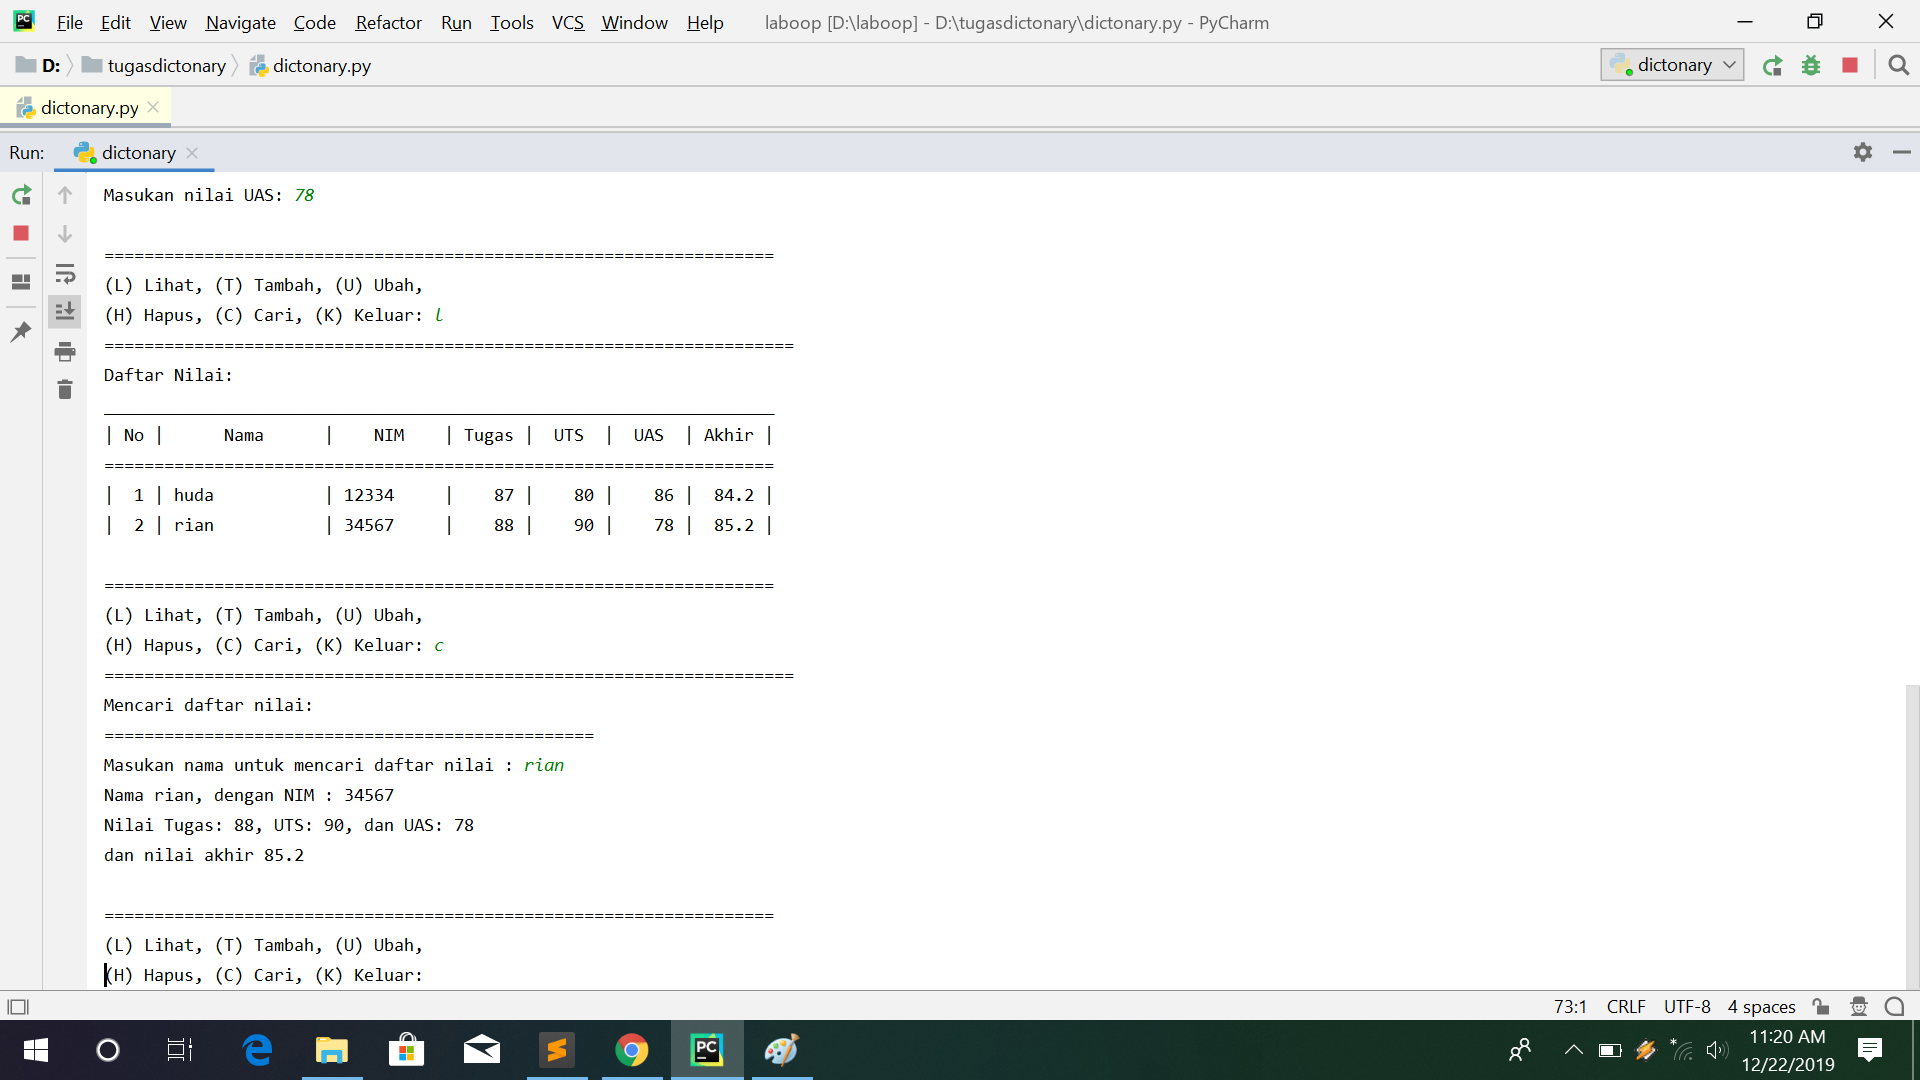 File Edit View Navigate Code Refactor Run Tools VCS Window Help laboop [D:\laboop] - D:\tugasdictonary\dictonary.py - PyCharm
D: tugasdictonary dictonary.py dictonary
dictonary.py
Run: dictonary
Masukan nilai UAS: 78
===================================================================
(L) Lihat, (T) Tambah, (U) Ubah,
(H) Hapus, (C) Cari, (K) Keluar: l
=====================================================================
Daftar Nilai:
___________________________________________________________________
| No |      Nama      |    NIM    | Tugas |  UTS  |  UAS  | Akhir |
===================================================================
|  1 | huda           | 12334     |    87 |    80 |    86 |  84.2 |
|  2 | rian           | 34567     |    88 |    90 |    78 |  85.2 |
===================================================================
(L) Lihat, (T) Tambah, (U) Ubah,
(H) Hapus, (C) Cari, (K) Keluar: c
=====================================================================
Mencari daftar nilai:
=================================================
Masukan nama untuk mencari daftar nilai : rian
Nama rian, dengan NIM : 34567
Nilai Tugas: 88, UTS: 90, dan UAS: 78
dan nilai akhir 85.2
===================================================================
(L) Lihat, (T) Tambah, (U) Ubah,
(H) Hapus, (C) Cari, (K) Keluar:
73:1 CRLF UTF-8 4 spaces
PC
11:20 AM
12/22/2019